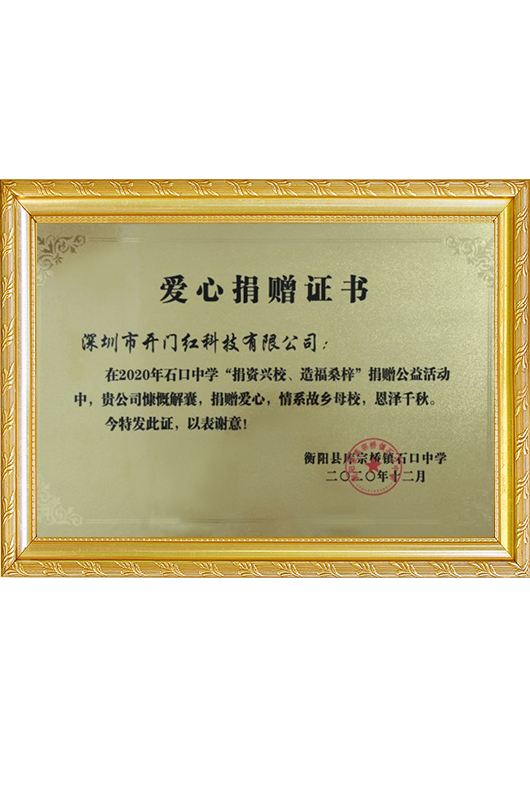 爱心捐赠证书
深圳市开门红科技有限公司：
在2020年石口中学“捐资兴校、造福桑梓”捐赠公益活动
中，贵公司慷慨解囊，捐赠爱心，情系故乡母校，恩泽千秋。
今特发此证，以表谢意！
衡阳县库宗桥镇石口中学
二〇二〇年十二月